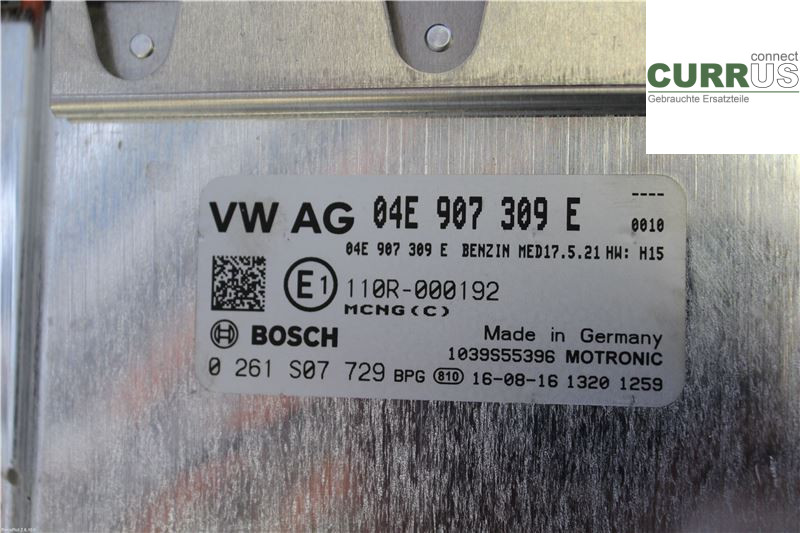 connect
CURRUS
Gebrauchte Ersatzteile
----
VW AG 04E 907 309 E 0010
04E 907 309 E BENZIN MED17.5.21 HW: H15
E1 110R-000192
MCNG(C)
BOSCH Made in Germany
1039S55396 MOTRONIC
0 261 S07 729 BPG 810 16-08-16 1320 1259